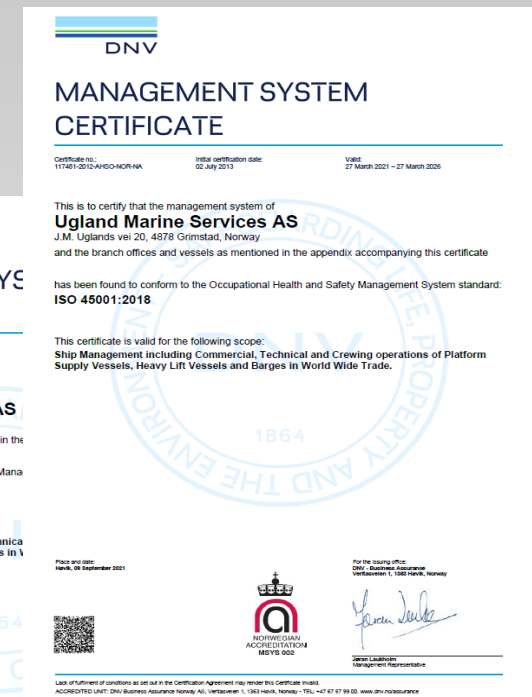 DNV
MANAGEMENT SYSTEM
CERTIFICATE
Certificate no.:
117481-2012-AHSO-NOR-NA
Initial certification date:
02 July 2013
Valid:
27 March 2021 – 27 March 2026
This is to certify that the management system of
Ugland Marine Services AS
J.M. Uglands vei 20, 4878 Grimstad, Norway
and the branch offices and vessels as mentioned in the appendix accompanying this certificate
has been found to conform to the Occupational Health and Safety Management System standard:
ISO 45001:2018
This certificate is valid for the following scope:
Ship Management including Commercial, Technical and Crewing operations of Platform
Supply Vessels, Heavy Lift Vessels and Barges in World Wide Trade.
DNV
1864
Place and date:
Høvik, 09 September 2021
For the issuing office:
DNV - Business Assurance
Veritasveien 1, 1363 Høvik, Norway
NORWEGIAN
ACCREDITATION
MSYS 002
Jøran Laukholm
Management Representative
Lack of fulfilment of conditions as set out in the Certification Agreement may render this Certificate invalid.
ACCREDITED UNIT: DNV Business Assurance Norway AS, Veritasveien 1, 1363 Høvik, Norway - TEL: +47 67 57 99 00. www.dnv.no/assurance